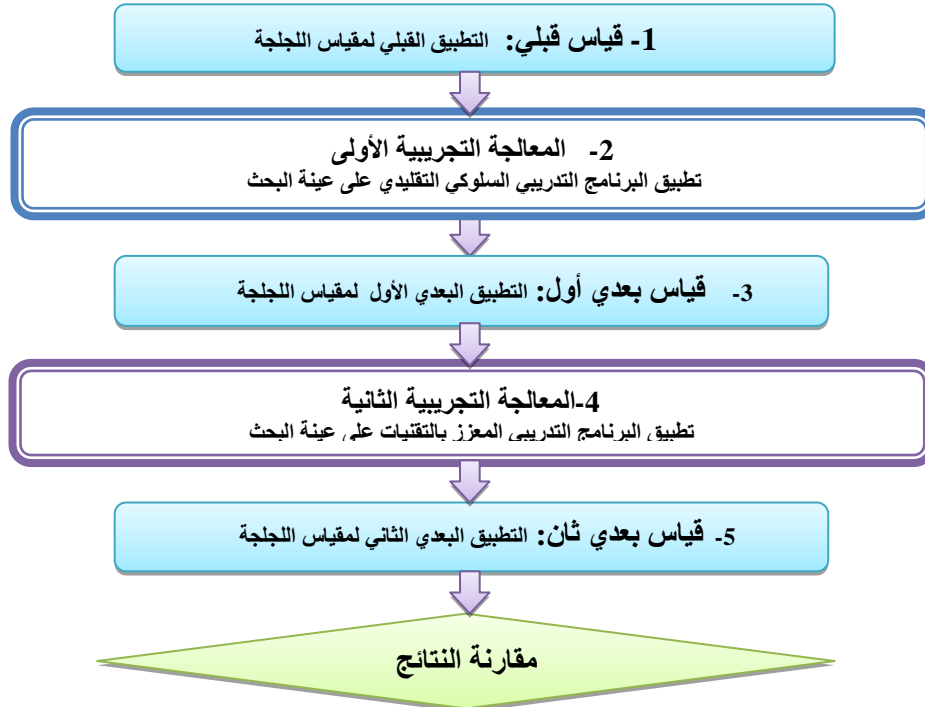 1- قياس قبلي: التطبيق القبلي لمقياس اللجلجة
2- المعالجة التجريبية الأولى
تطبيق البرنامج التدريبي السلوكي التقليدي على عينة البحث
3- قياس بعدي أول: التطبيق البعدي الأول لمقياس اللجلجة
4-المعالجة التجريبية الثانية
تطبيق البرنامج التدريبي المعزز بالتقنيات على عينة البحث
5- قياس بعدي ثان: التطبيق البعدي الثاني لمقياس اللجلجة
مقارنة النتائج